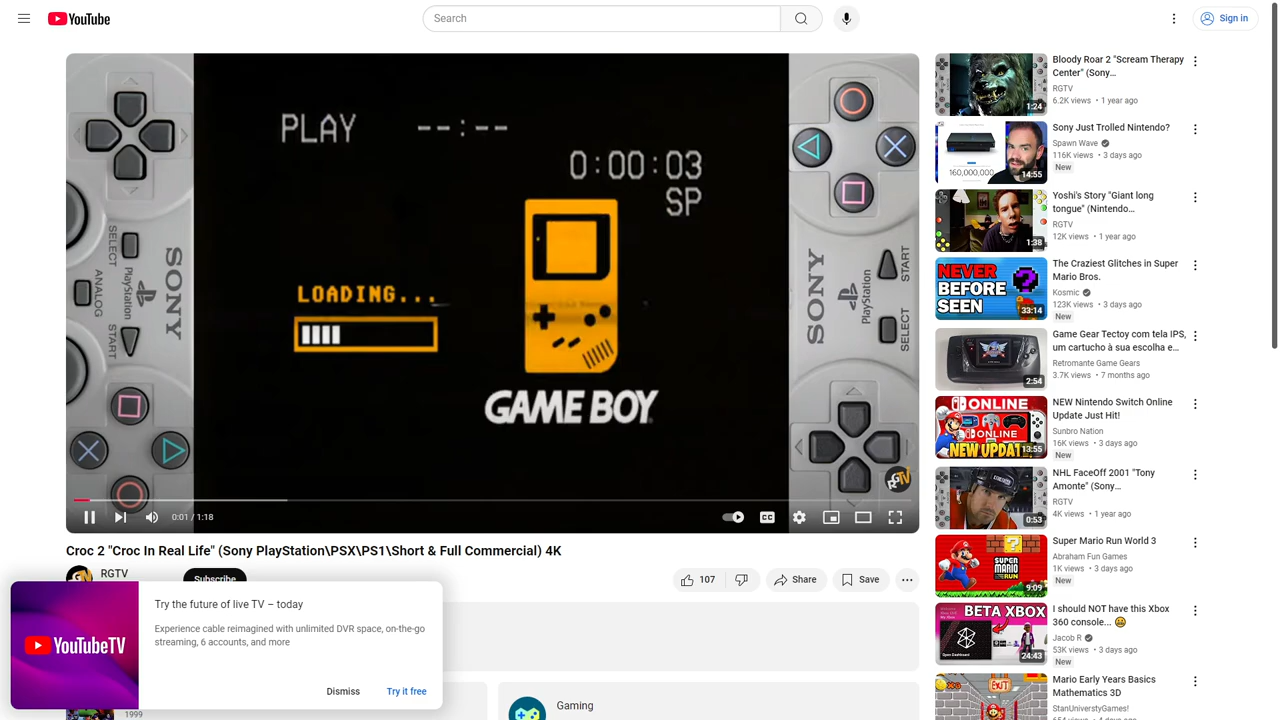 YouTube
Search
Sign in
PLAY --:--
0:00:03
SP
LOADING...
GAME BOY
SELECT
ANALOG
START
PlayStation
SONY
SONY
PlayStation
START
SELECT
RGTV
0:01 / 1:18
CC
Croc 2 "Croc In Real Life" (Sony PlayStation\PSX\PS1\Short & Full Commercial) 4K
RGTV
Subscribe
107
Share
Save
YouTubeTV
Try the future of live TV – today
Experience cable reimagined with unlimited DVR space, on-the-go
streaming, 6 accounts, and more
Dismiss
Try it free
1999
Gaming
1:24
Bloody Roar 2 "Scream Therapy
Center" (Sony...
RGTV
6.2K views • 1 year ago
160,000,000
14:55
Sony Just Trolled Nintendo?
Spawn Wave
116K views • 3 days ago
New
1:38
Yoshi's Story "Giant long
tongue" (Nintendo...
RGTV
12K views • 1 year ago
NEVER
BEFORE
SEEN
33:14
The Craziest Glitches in Super
Mario Bros.
Kosmic
123K views • 3 days ago
New
2:54
Game Gear Tectoy com tela IPS,
um cartucho à sua escolha e...
Retromante Game Gears
3.7K views • 7 months ago
ONLINE
ONLINE
NEW UPDAT
13:55
NEW Nintendo Switch Online
Update Just Hit!
Sunbro Nation
16K views • 3 days ago
New
0:53
NHL FaceOff 2001 "Tony
Amonte" (Sony...
RGTV
4K views • 1 year ago
SUPER
MARIO
RUN
9:09
Super Mario Run World 3
Abraham Fun Games
1K views • 3 days ago
New
BETA XBOX
Open Dashboard
24:43
I should NOT have this Xbox
360 console... 😀
Jacob R
53K views • 3 days ago
New
EXIT
Mario Early Years Basics
Mathematics 3D
StanUniverstyGames!